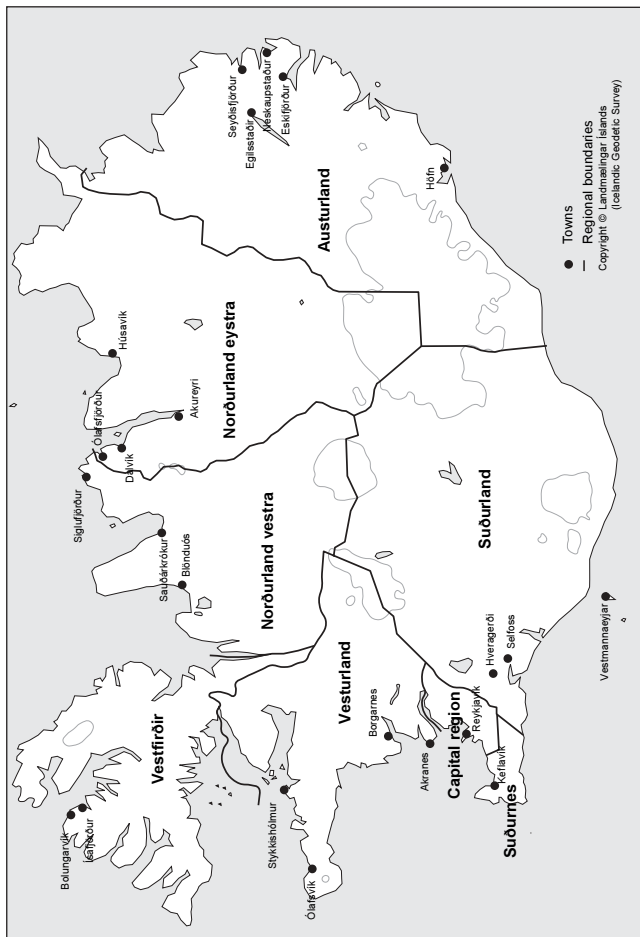 Bolungarvík
Ísafjörður
Vestfirðir
Siglufjörður
Ólafsfjörður
Dalvík
Húsavík
Akureyri
Sauðárkrókur
Blönduós
Norðurland vestra
Norðurland eystra
Seyðisfjörður
Neskaupstaður
Egilsstaðir
Eskifjörður
Austurland
Stykkishólmur
Ólafsvík
Vesturland
Borgarnes
Akranes
Capital region
Reykjavík
Keflavík
Suðurnes
Suðurland
Hveragerði
Selfoss
Vestmannaeyjar
Höfn
Towns
Regional boundaries
Copyright © Landmælingar Íslands
(Icelandic Geodetic Survey)